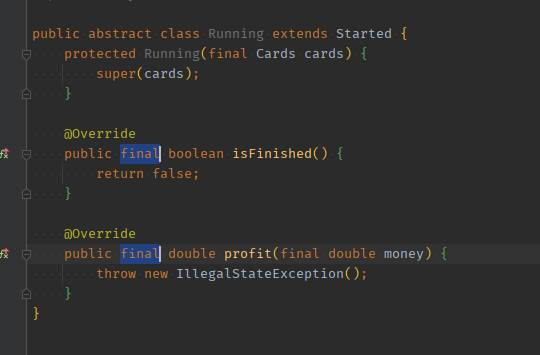 public abstract class Running extends Started {
protected Running(final Cards cards) {
super(cards);
}
@Override
public final boolean isFinished() {
return false;
}
@Override
public final double profit(final double money) {
throw new IllegalStateException();
}
}